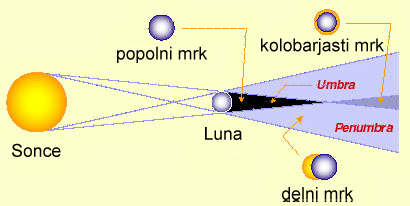 popolni mrk
kolobarjasti mrk
Umbra
Luna
Penumbra
Sonce
delni mrk